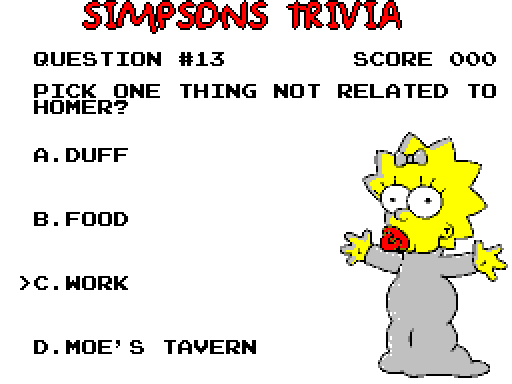 SIMPSONS TRIVIA
QUESTION #13 SCORE 000
PICK ONE THING NOT RELATED TO
HOMER?
A.DUFF
B.FOOD
>C.WORK
D.MOE'S TAVERN